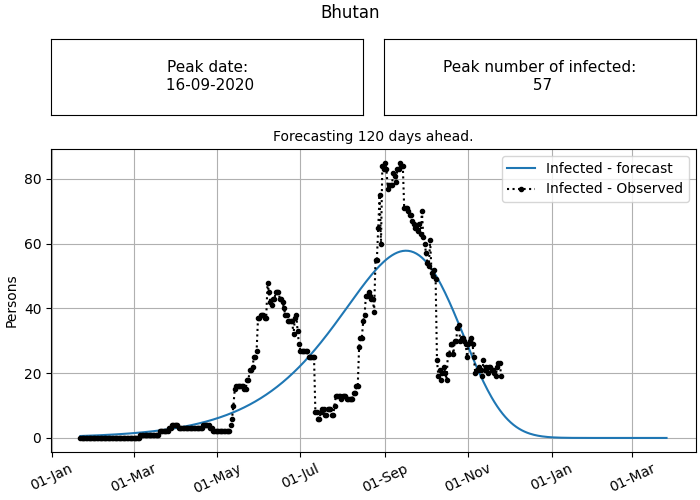 Bhutan
Peak date:
16-09-2020
Peak number of infected:
57
Forecasting 120 days ahead.
Infected - forecast
Infected - Observed
Persons
80
60
40
20
0
01-Jan
01-Mar
01-May
01-Jul
01-Sep
01-Nov
01-Jan
01-Mar